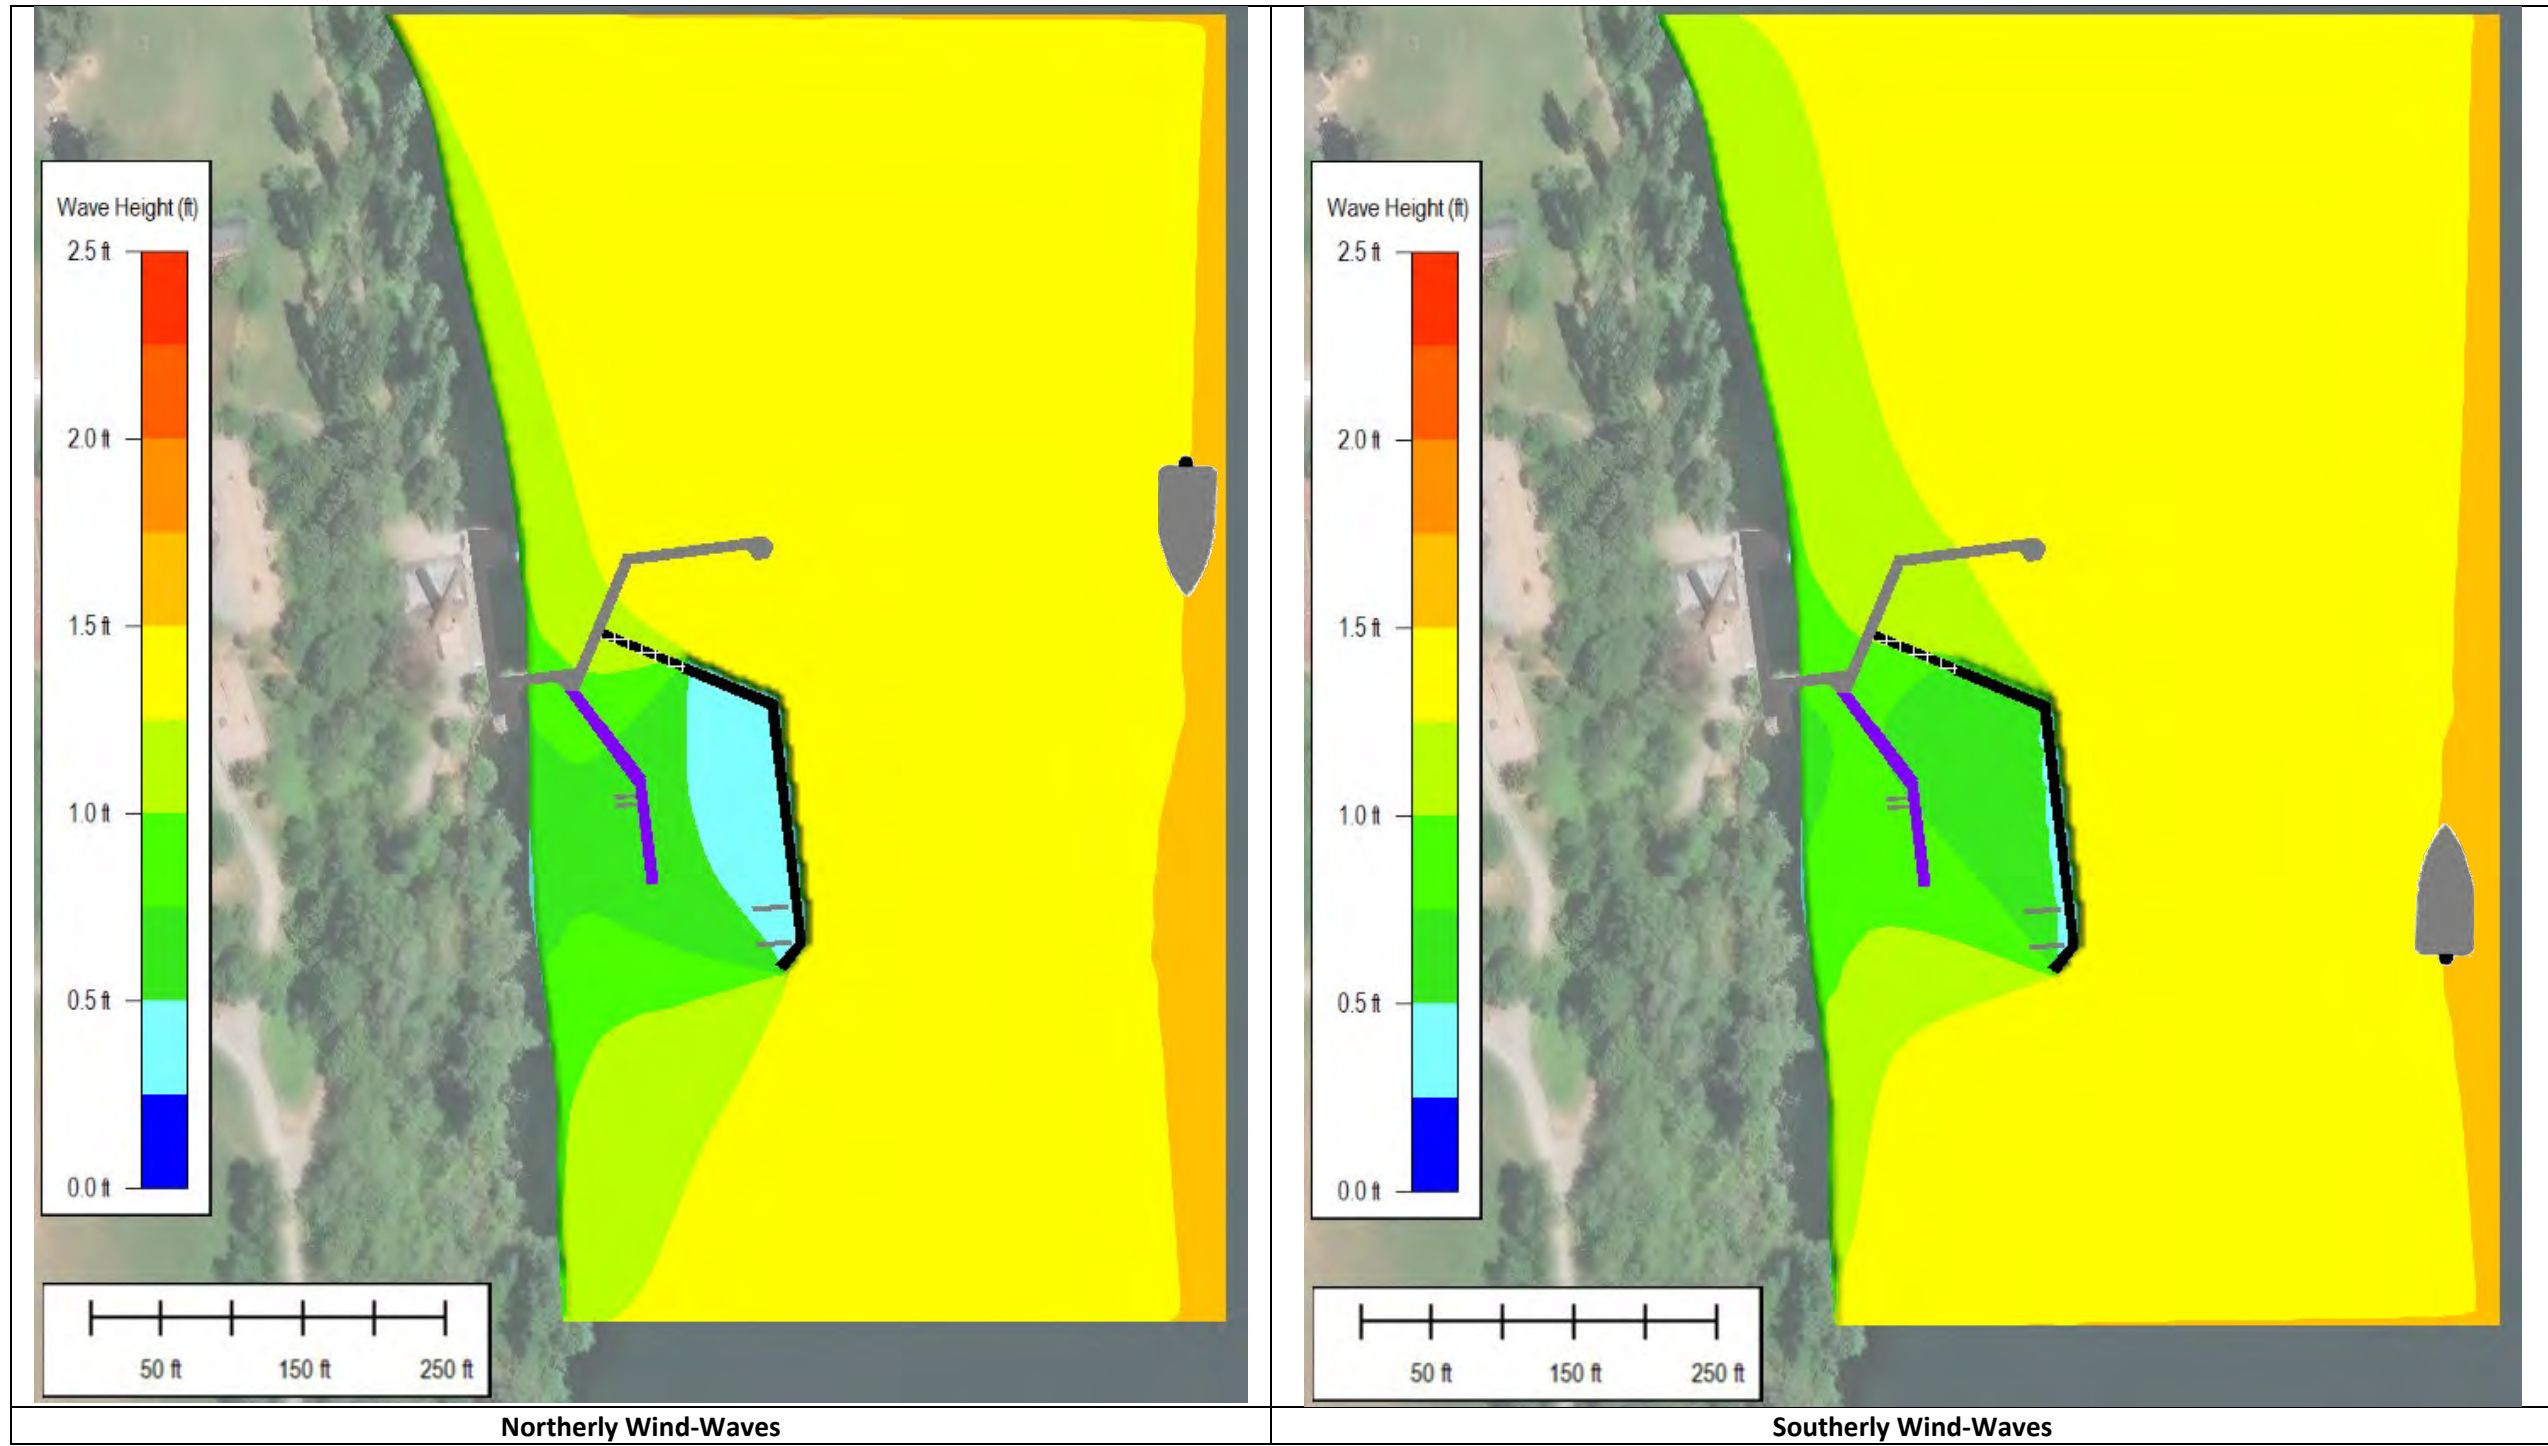 Wave Height (ft)
2.5 ft
2.0 ft
1.5 ft
1.0 ft
0.5 ft
0.0 ft
50 ft 150 ft 250 ft
Northerly Wind-Waves
Wave Height (ft)
2.5 ft
2.0 ft
1.5 ft
1.0 ft
0.5 ft
0.0 ft
50 ft 150 ft 250 ft
Southerly Wind-Waves